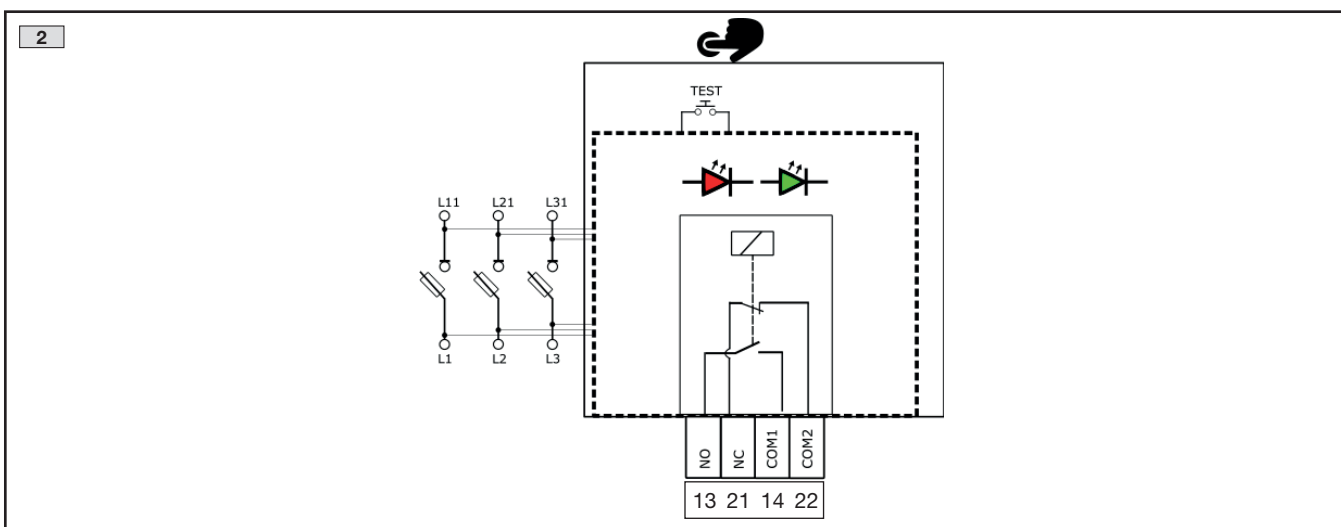 2
TEST
L11 L21 L31
L1 L2 L3
NO NC COM1 COM2
13 21 14 22